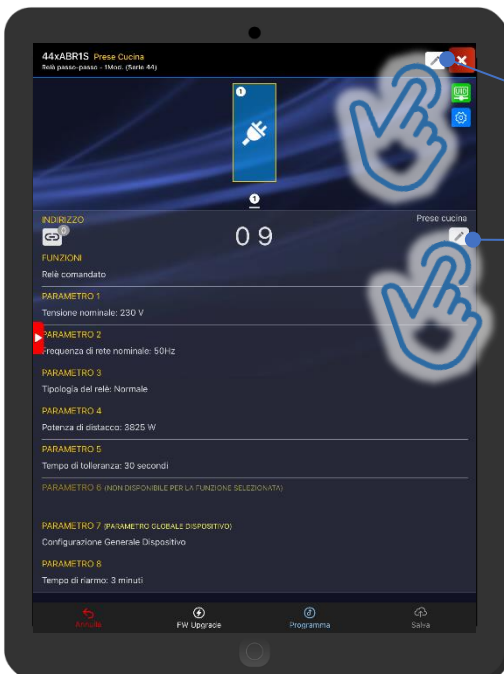 44xABR1S Prese Cucina
Relè passo-passo - 1Mod. (Serie 44)
UID
1
1
INDIRIZZO
Prese cucina
0
0 9
FUNZIONI
Relè comandato
PARAMETRO 1
Tensione nominale: 230 V
PARAMETRO 2
Frequenza di rete nominale: 50Hz
PARAMETRO 3
Tipologia del relè: Normale
PARAMETRO 4
Potenza di distacco: 3825 W
PARAMETRO 5
Tempo di tolleranza: 30 secondi
PARAMETRO 6 (NON DISPONIBILE PER LA FUNZIONE SELEZIONATA)
PARAMETRO 7 (PARAMETRO GLOBALE DISPOSITIVO)
Configurazione Generale Dispositivo
PARAMETRO 8
Tempo di riarmo: 3 minuti
Annulla
FW Upgrade
Programma
Salva